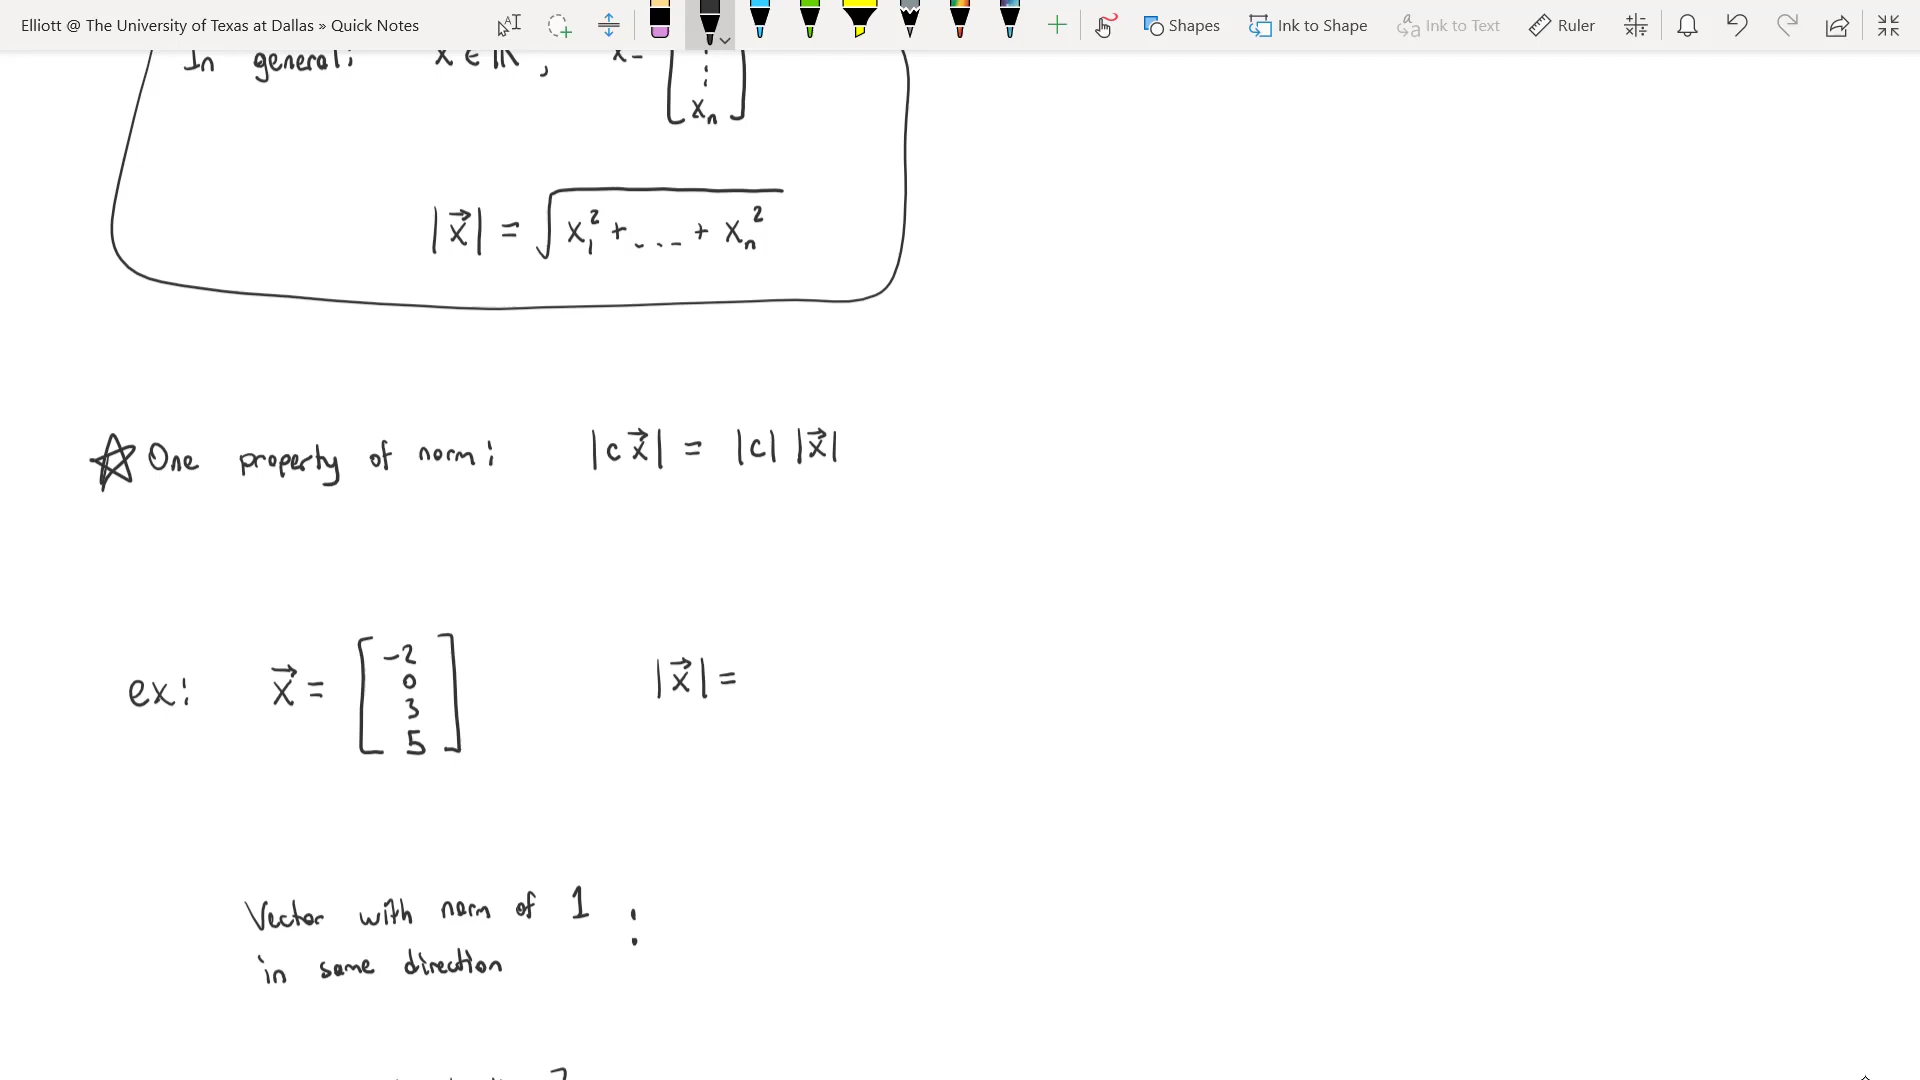 Elliott @ The University of Texas at Dallas » Quick Notes
Shapes
Ink to Shape
Ink to Text
Ruler
In general: x ∈ ℝ , x =
⋮
xₙ
|x⃗| = √(x₁² + ... + xₙ²)
☆ One property of norm: |c x⃗| = |c| |x⃗|
ex: x⃗ = [-2 0 3 5] |x⃗| =
Vector with norm of 1 :
in same direction